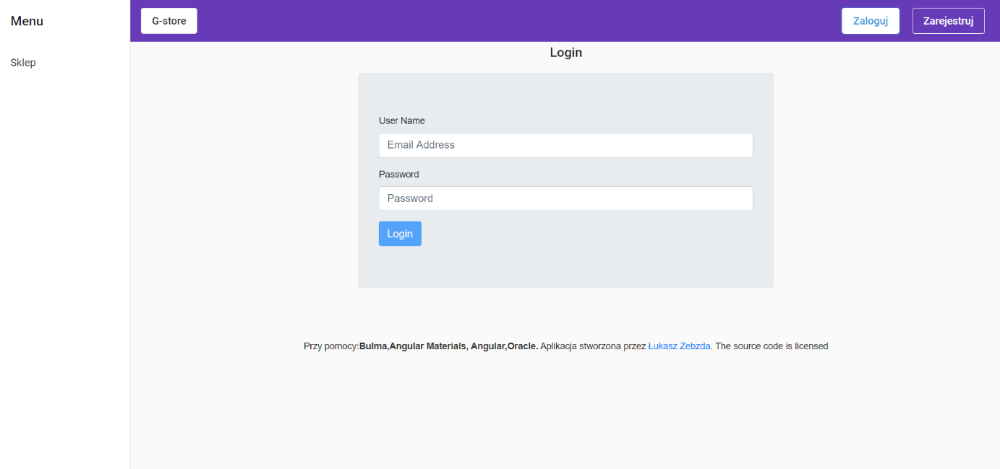 Menu
G-store
Zaloguj
Zarejestruj
Sklep
Login
User Name
Email Address
Password
Password
Login
Przy pomocy:Bulma,Angular Materials, Angular,Oracle. Aplikacja stworzona przez Łukasz Zebzda. The source code is licensed